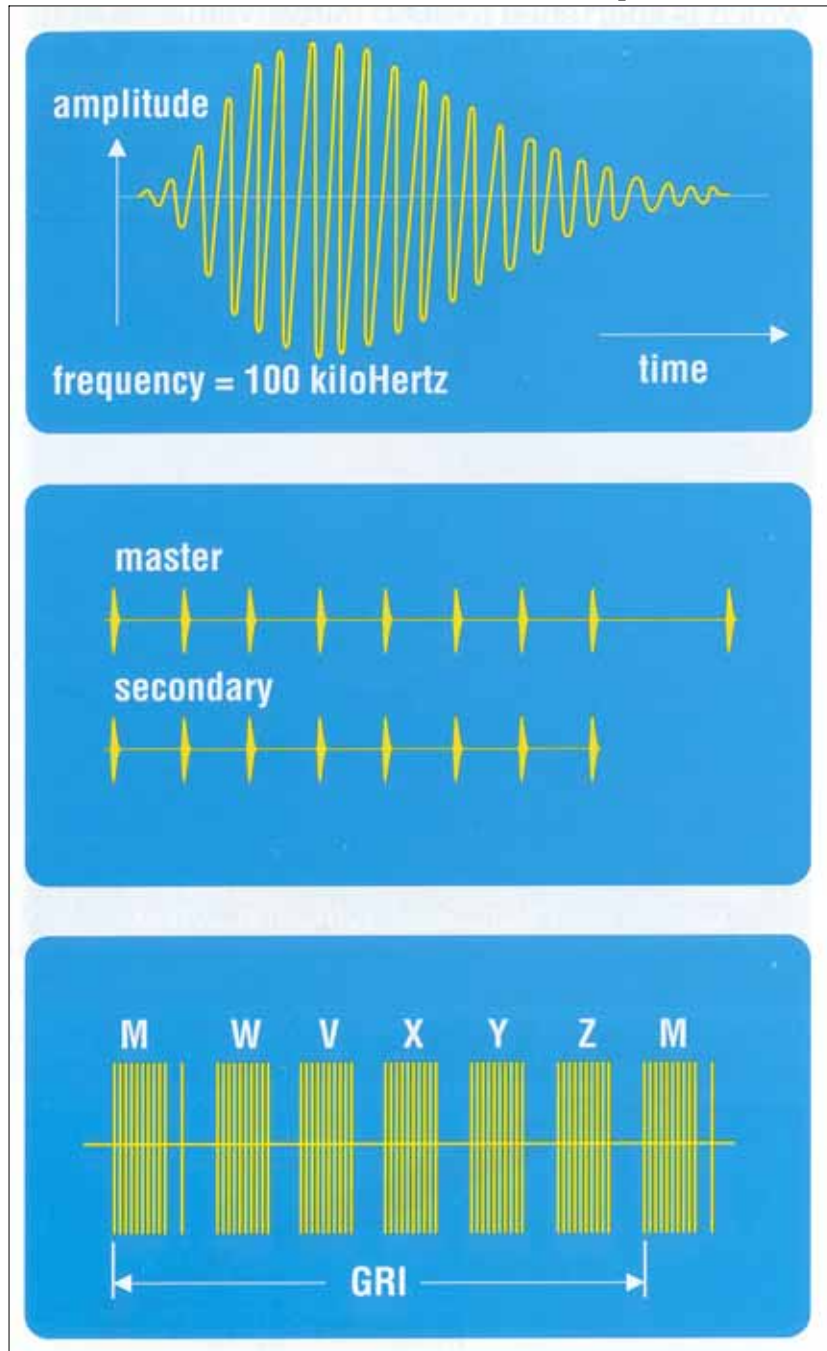 amplitude
time
frequency = 100 kiloHertz
master
secondary
M W V X Y Z M
GRI